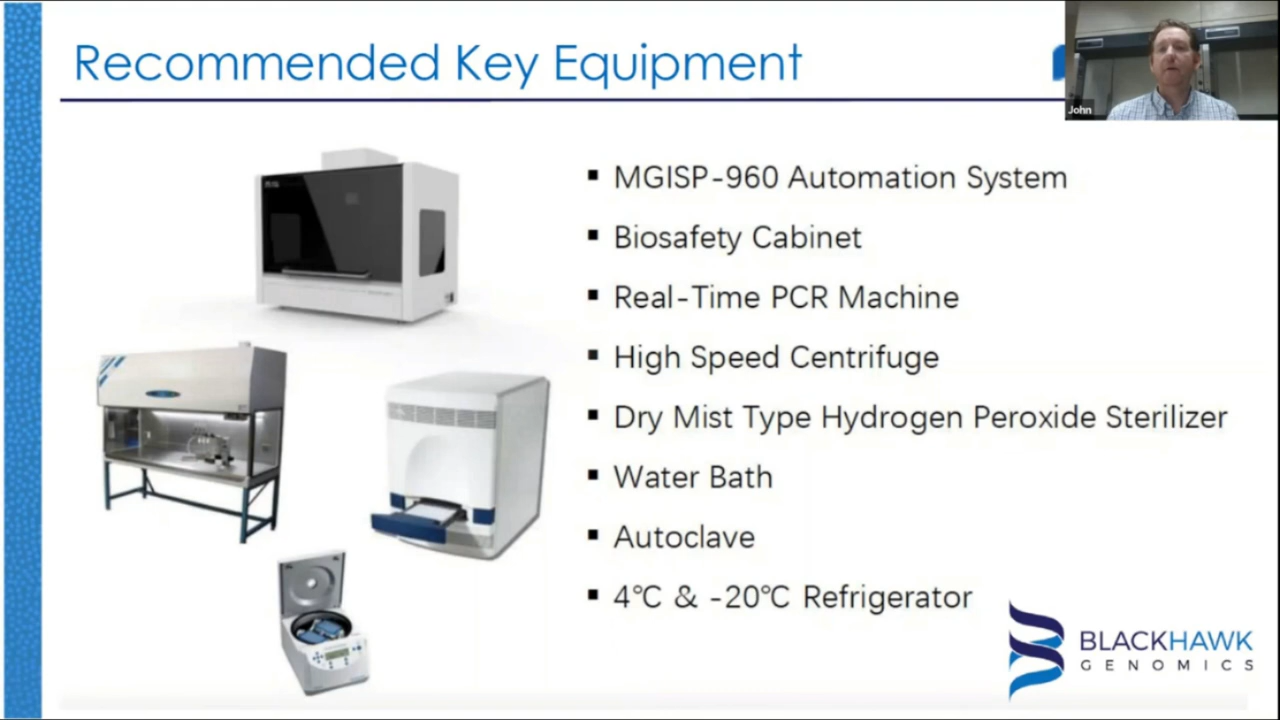 Recommended Key Equipment
John
▪ MGISP-960 Automation System
▪ Biosafety Cabinet
▪ Real-Time PCR Machine
▪ High Speed Centrifuge
▪ Dry Mist Type Hydrogen Peroxide Sterilizer
▪ Water Bath
▪ Autoclave
▪ 4°C & -20°C Refrigerator
BLACKHAWK
GENOMICS